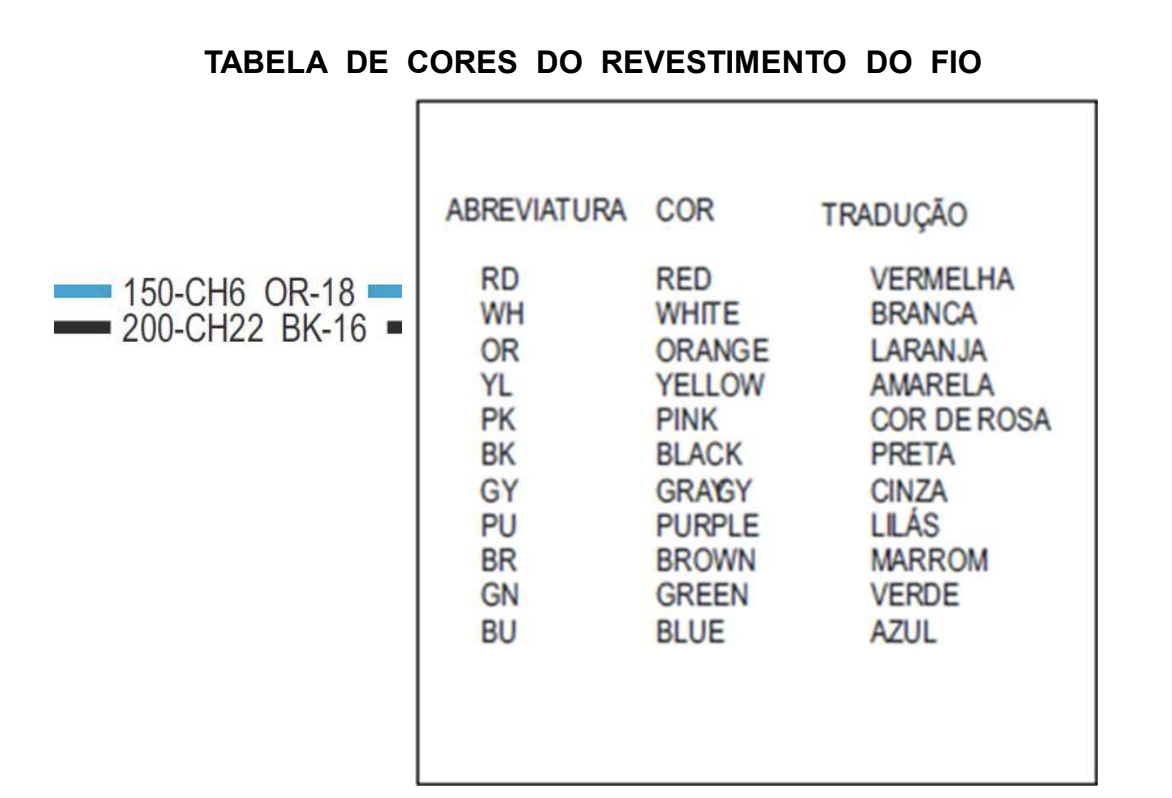 TABELA DE CORES DO REVESTIMENTO DO FIO
150-CH6 OR-18
200-CH22 BK-16
ABREVIATURA COR TRADUÇÃO
RD RED VERMELHA
WH WHITE BRANCA
OR ORANGE LARANJA
YL YELLOW AMARELA
PK PINK COR DE ROSA
BK BLACK PRETA
GY GRAYGY CINZA
PU PURPLE LILÁS
BR BROWN MARROM
GN GREEN VERDE
BU BLUE AZUL